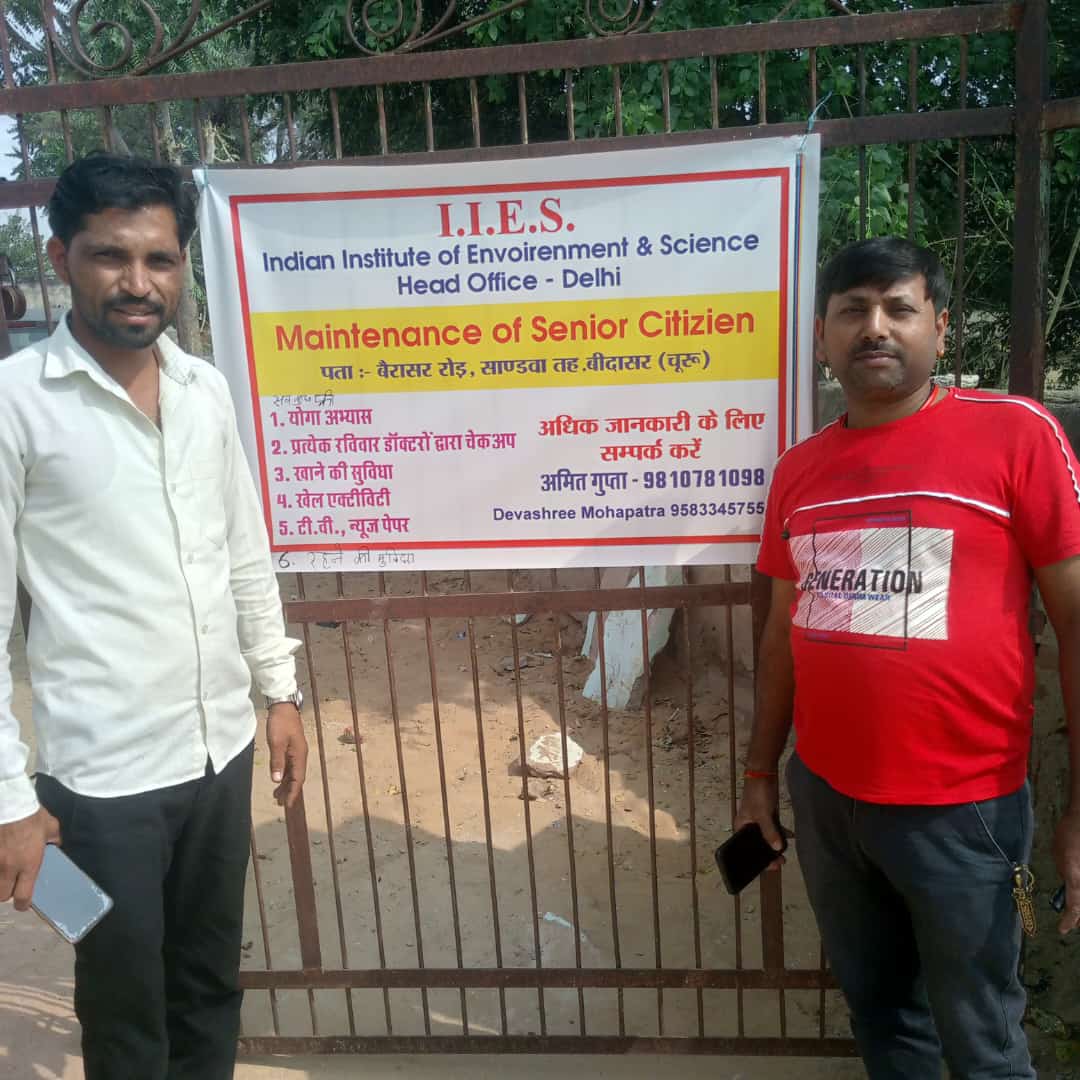 I.I.E.S.
Indian Institute of Envoirenment & Science
Head Office - Delhi
Maintenance of Senior Citizien
पता :- बैरासर रोड़, साण्डवा तह.बीदासर (चूरू)
सब कुछ फ्री
1. योगा अभ्यास
2. प्रत्येक रविवार डॉक्टरों द्वारा चेकअप
3. खाने की सुविधा
4. खेल एक्टीविटी
5. टी.वी., न्यूज पेपर
6. रहने की सुविधा
अधिक जानकारी के लिए
सम्पर्क करें
अमित गुप्ता - 9810781098
Devashree Mohapatra 9583345755
GENERATION